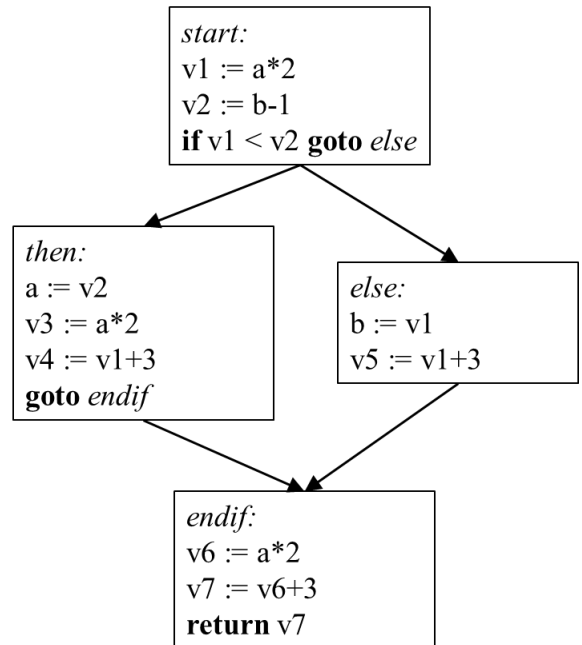 start:
v1 := a*2
v2 := b-1
if v1 < v2 goto else
then:
a := v2
v3 := a*2
v4 := v1+3
goto endif
else:
b := v1
v5 := v1+3
endif:
v6 := a*2
v7 := v6+3
return v7